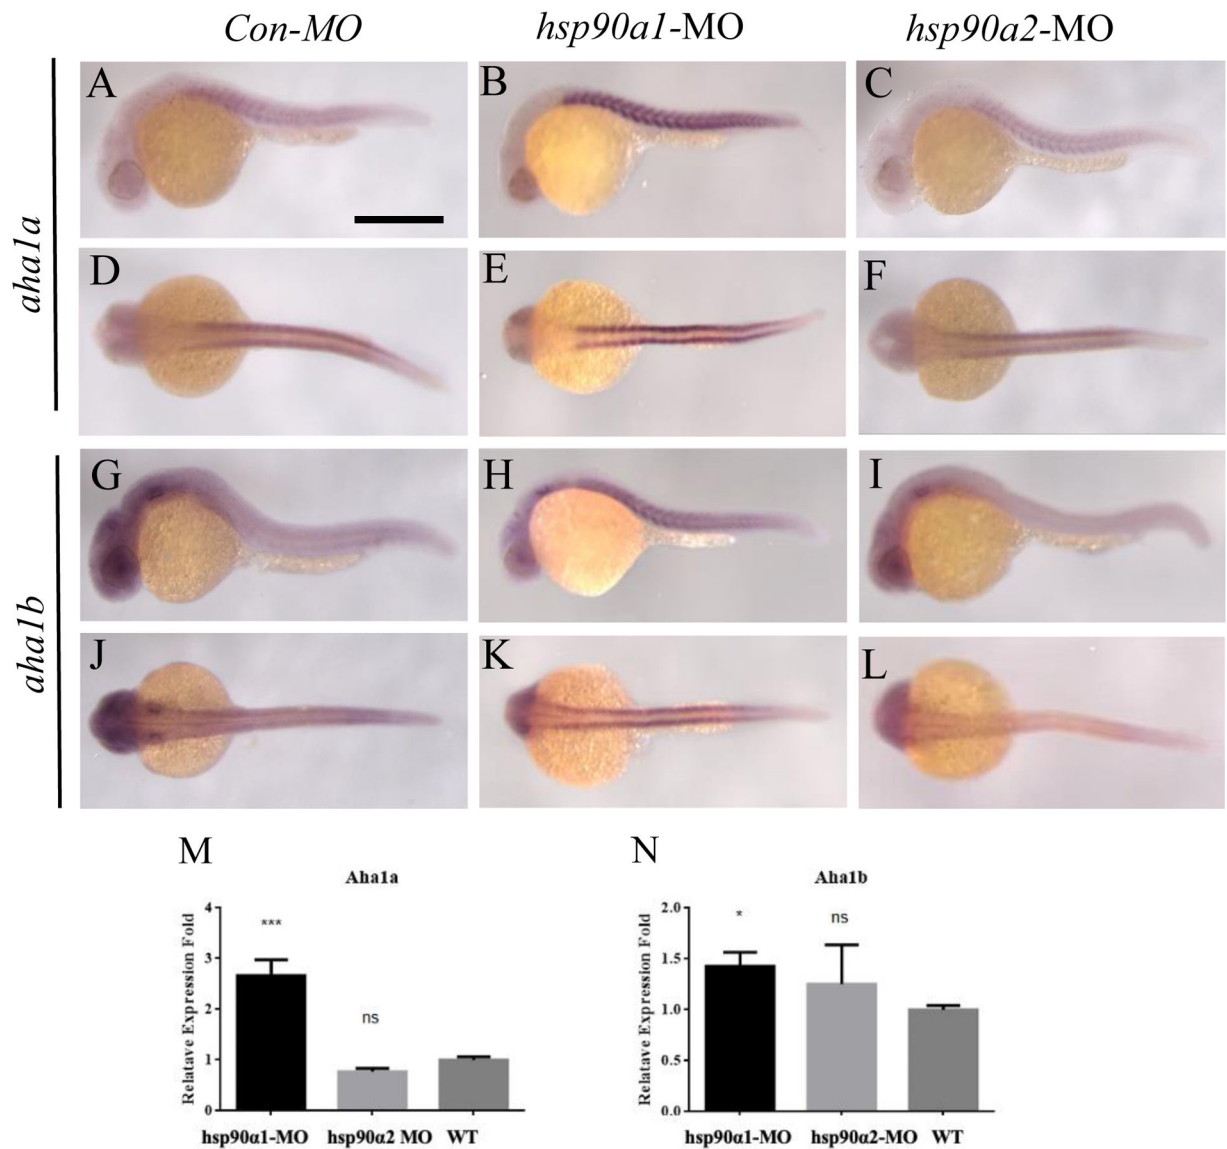 Con-MO hsp90a1-MO hsp90a2-MO
aha1a
A B C
D E F
aha1b
G H I
J K L
M N
Aha1a
Relatave Expression Fold
4
3
2
1
0
***
ns
hsp90α1-MO hsp90α2 MO WT
Aha1b
Relatave Expression Fold
2.0
1.5
1.0
0.5
0.0
*
ns
hsp90α1-MO hsp90α2-MO WT